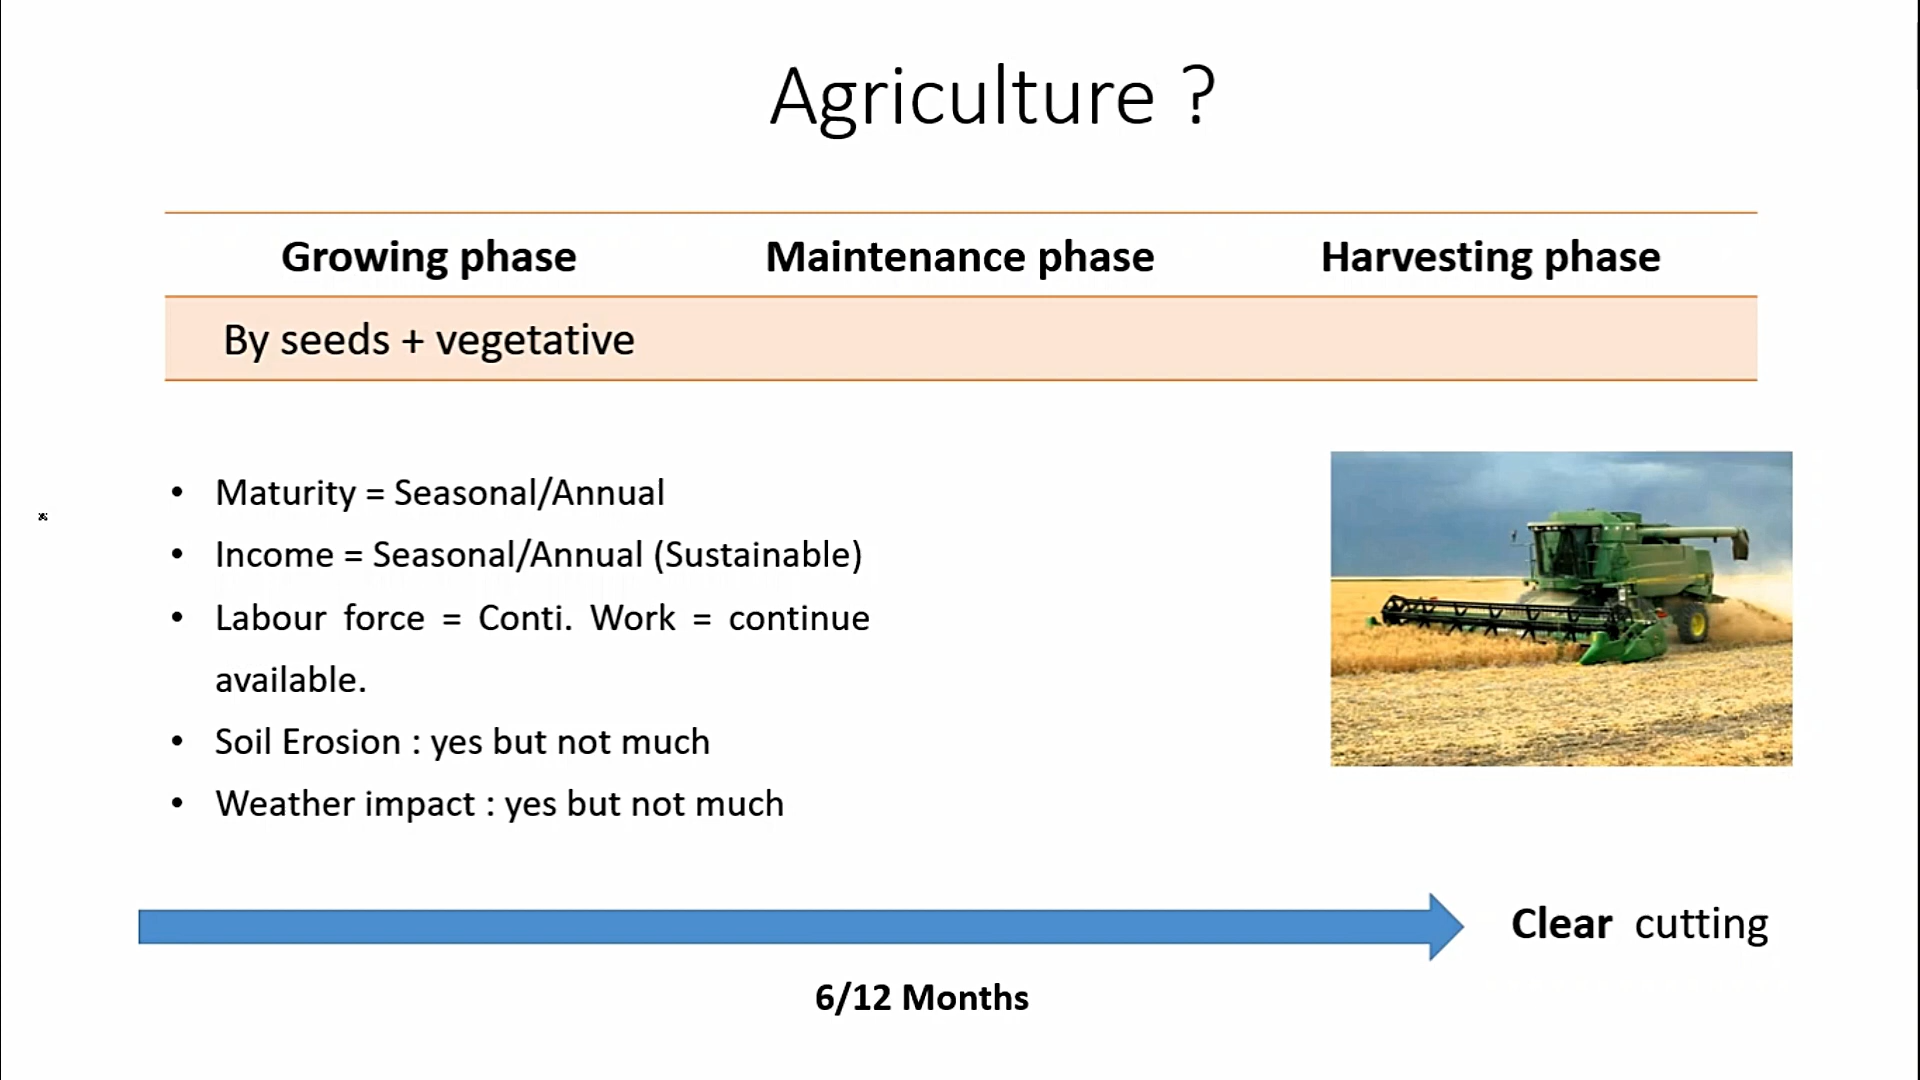 Agriculture ?
Growing phase Maintenance phase Harvesting phase
By seeds + vegetative
• Maturity = Seasonal/Annual
• Income = Seasonal/Annual (Sustainable)
• Labour force = Conti. Work = continue
available.
• Soil Erosion : yes but not much
• Weather impact : yes but not much
Clear cutting
6/12 Months